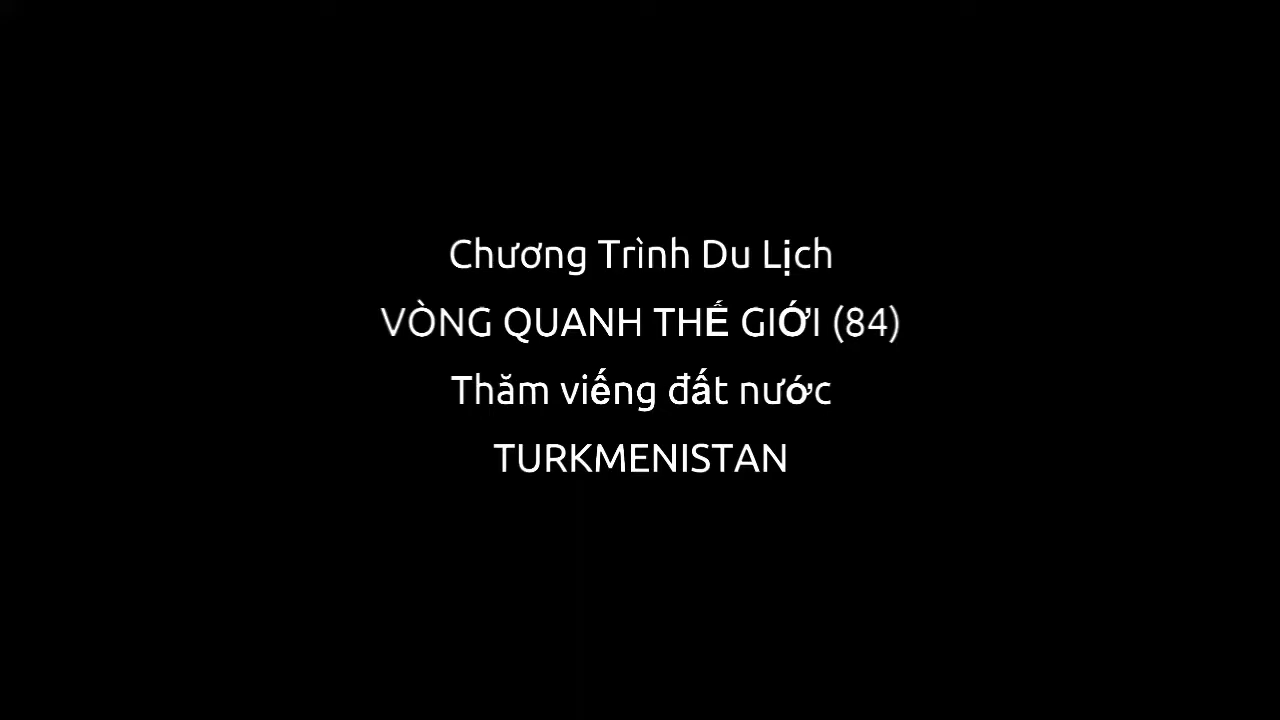 Chương Trình Du Lịch
VÒNG QUANH THẾ GIỚI (84)
Thăm viếng đất nước
TURKMENISTAN